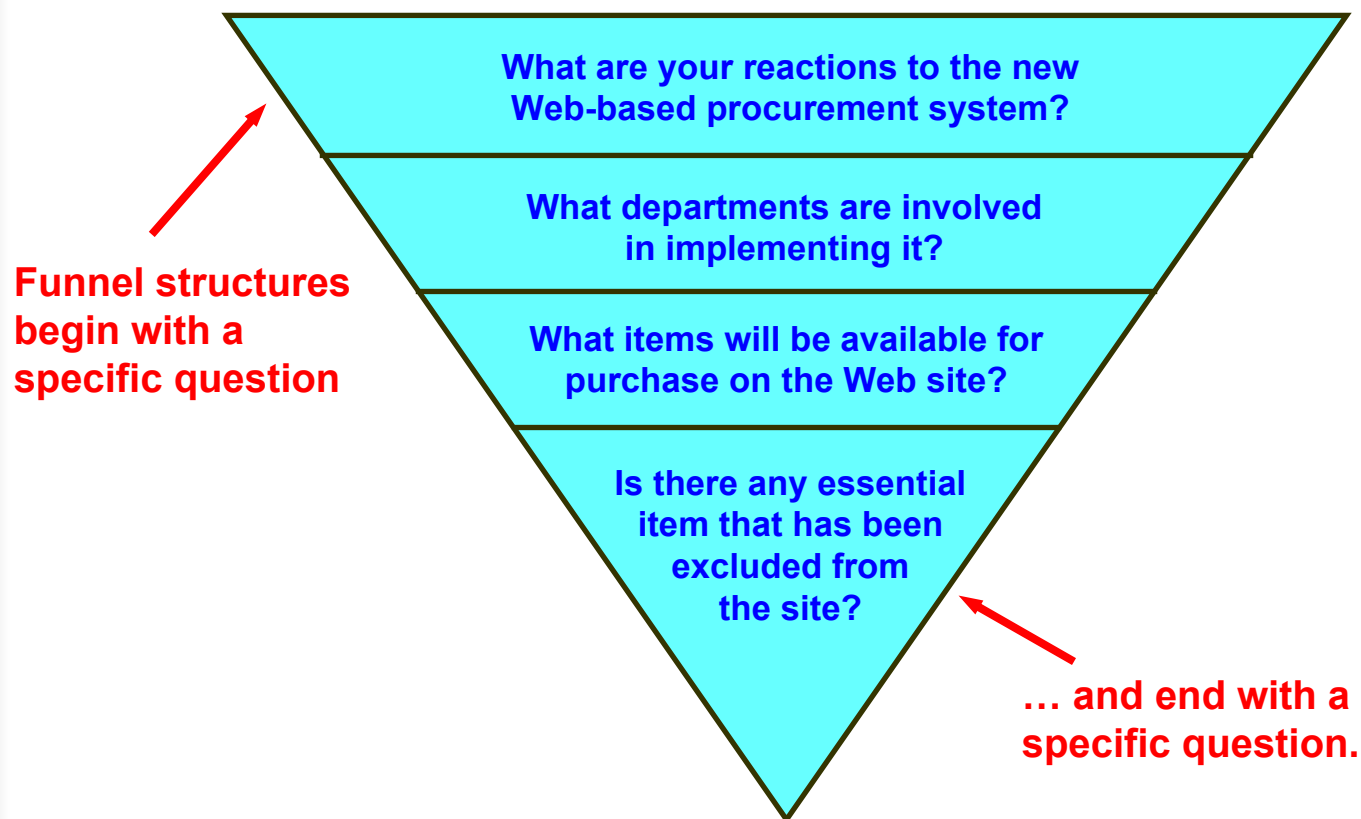 What are your reactions to the new
Web-based procurement system?
What departments are involved
in implementing it?
Funnel structures
begin with a
specific question
What items will be available for
purchase on the Web site?
Is there any essential
item that has been
excluded from
the site?
… and end with a
specific question.